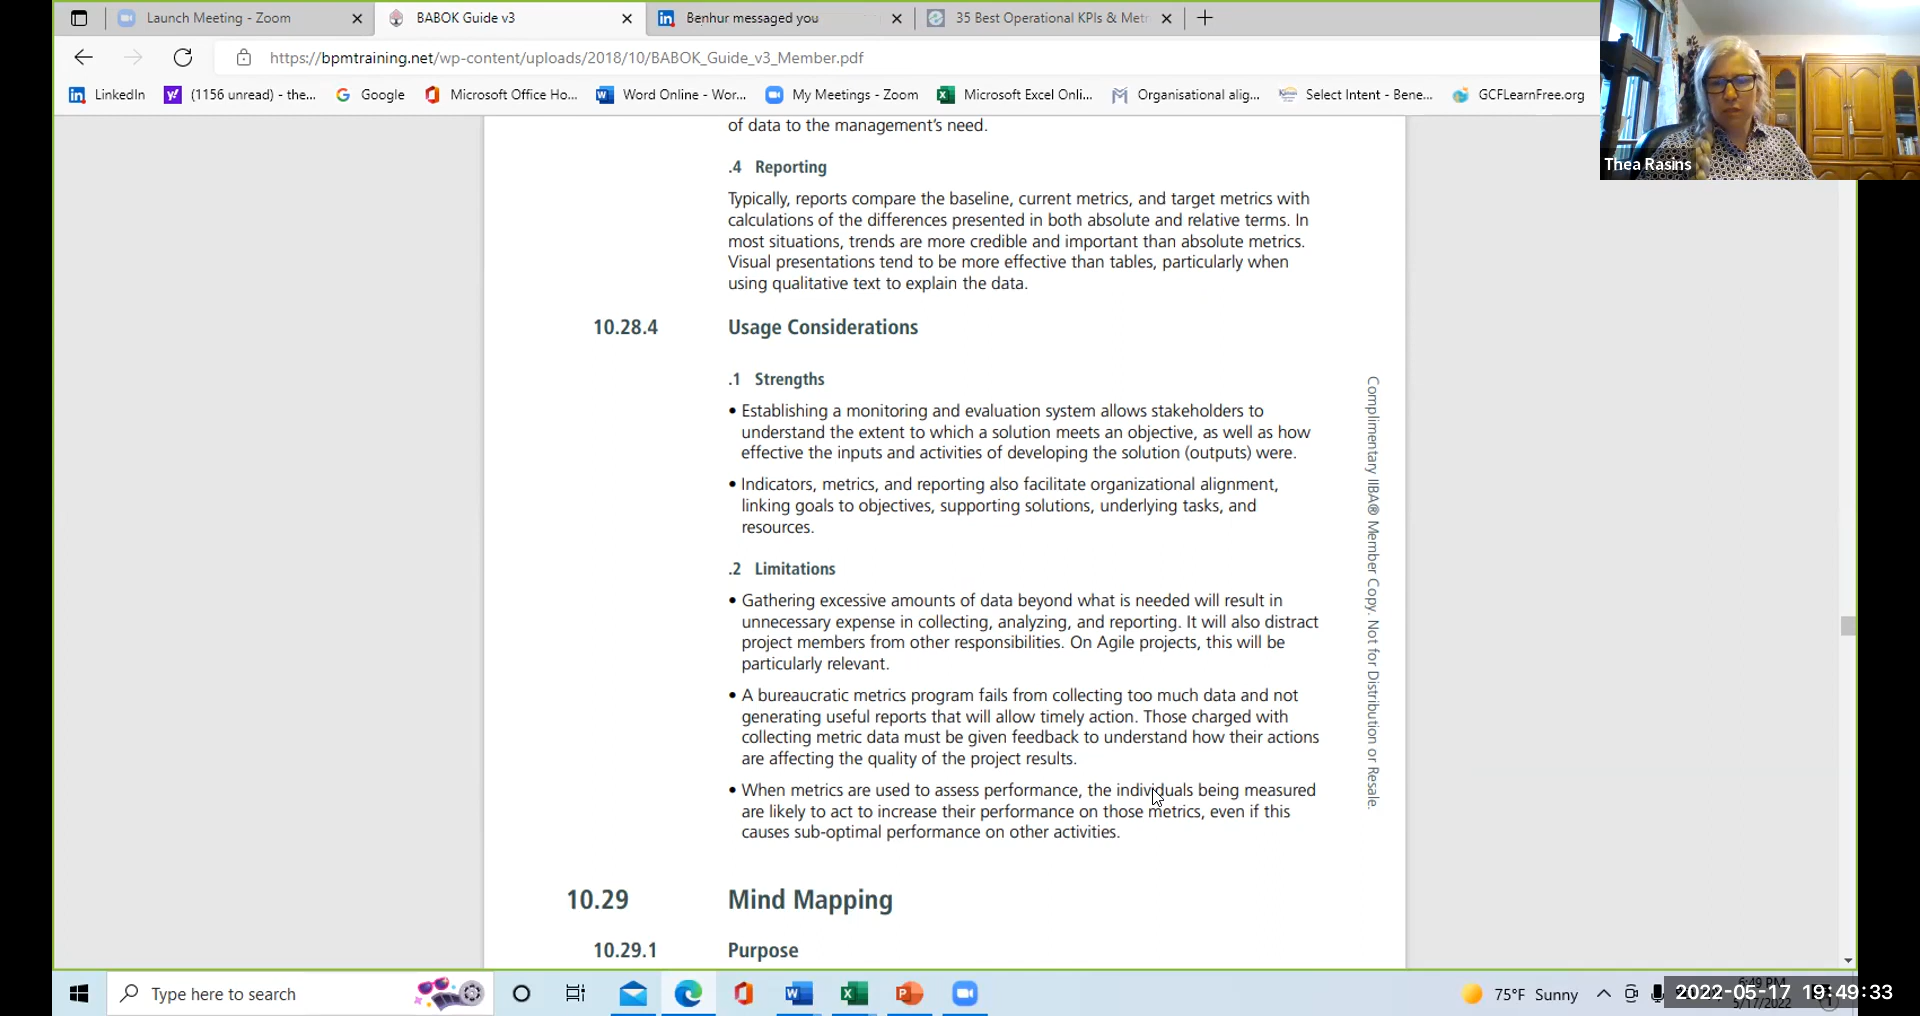 Launch Meeting - Zoom
BABOK Guide v3
Benhur messaged you
35 Best Operational KPIs & Met
https://bpmtraining.net/wp-content/uploads/2018/10/BABOK_Guide_v3_Member.pdf
LinkedIn
(1156 unread) - the...
Google
Microsoft Office Ho...
Word Online - Wor...
My Meetings - Zoom
Microsoft Excel Onli...
Organisational alig...
Select Intent - Bene...
GCFLearnFree.org
Thea Rasins
of data to the management's need.
.4 Reporting
Typically, reports compare the baseline, current metrics, and target metrics with
calculations of the differences presented in both absolute and relative terms. In
most situations, trends are more credible and important than absolute metrics.
Visual presentations tend to be more effective than tables, particularly when
using qualitative text to explain the data.
10.28.4 Usage Considerations
.1 Strengths
• Establishing a monitoring and evaluation system allows stakeholders to
understand the extent to which a solution meets an objective, as well as how
effective the inputs and activities of developing the solution (outputs) were.
• Indicators, metrics, and reporting also facilitate organizational alignment,
linking goals to objectives, supporting solutions, underlying tasks, and
resources.
.2 Limitations
• Gathering excessive amounts of data beyond what is needed will result in
unnecessary expense in collecting, analyzing, and reporting. It will also distract
project members from other responsibilities. On Agile projects, this will be
particularly relevant.
• A bureaucratic metrics program fails from collecting too much data and not
generating useful reports that will allow timely action. Those charged with
collecting metric data must be given feedback to understand how their actions
are affecting the quality of the project results.
• When metrics are used to assess performance, the individuals being measured
are likely to act to increase their performance on those metrics, even if this
causes sub-optimal performance on other activities.
10.29 Mind Mapping
10.29.1 Purpose
Complimentary IIBA® Member Copy. Not for Distribution or Resale.
Type here to search
75°F Sunny
6:49 PM
5/17/2022
2022-05-17 19:49:33